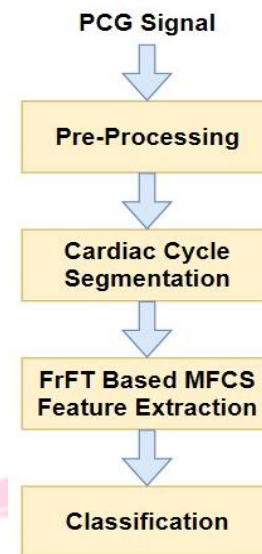 PCG Signal
Pre-Processing
Cardiac Cycle
Segmentation
FrFT Based MFCS
Feature Extraction
Classification